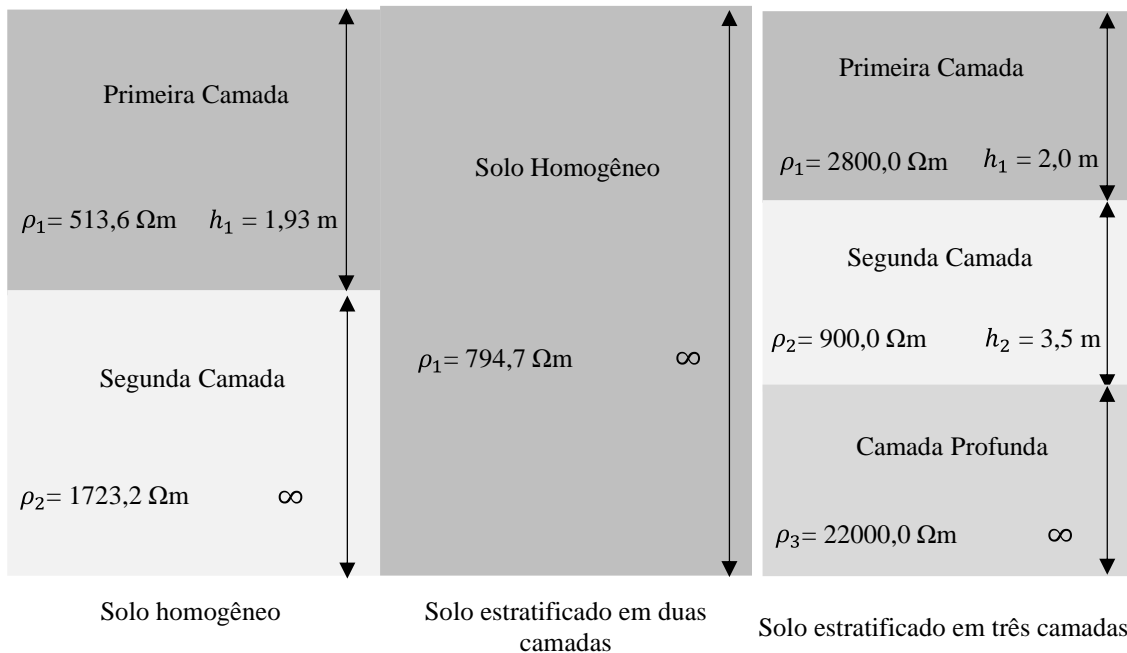 Primeira Camada
ρ₁= 513,6 Ωm h₁ = 1,93 m
Segunda Camada
ρ₂= 1723,2 Ωm ∞
Solo homogêneo
Solo Homogêneo
ρ₁= 794,7 Ωm ∞
Solo estratificado em duas
camadas
Primeira Camada
ρ₁= 2800,0 Ωm h₁ = 2,0 m
Segunda Camada
ρ₂= 900,0 Ωm h₂ = 3,5 m
Camada Profunda
ρ₃= 22000,0 Ωm ∞
Solo estratificado em três camadas